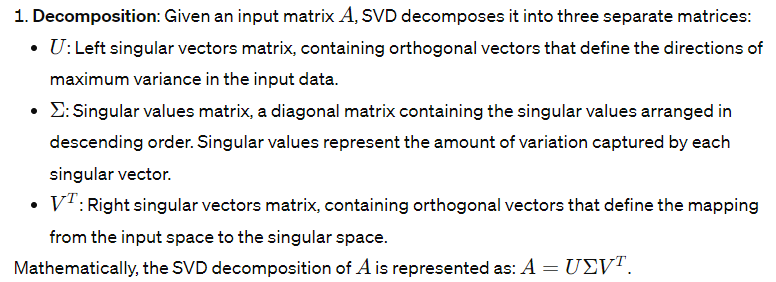 1. Decomposition: Given an input matrix A, SVD decomposes it into three separate matrices:
• U: Left singular vectors matrix, containing orthogonal vectors that define the directions of
maximum variance in the input data.
• Σ: Singular values matrix, a diagonal matrix containing the singular values arranged in
descending order. Singular values represent the amount of variation captured by each
singular vector.
• Vᵀ: Right singular vectors matrix, containing orthogonal vectors that define the mapping
from the input space to the singular space.
Mathematically, the SVD decomposition of A is represented as: A = UΣVᵀ.